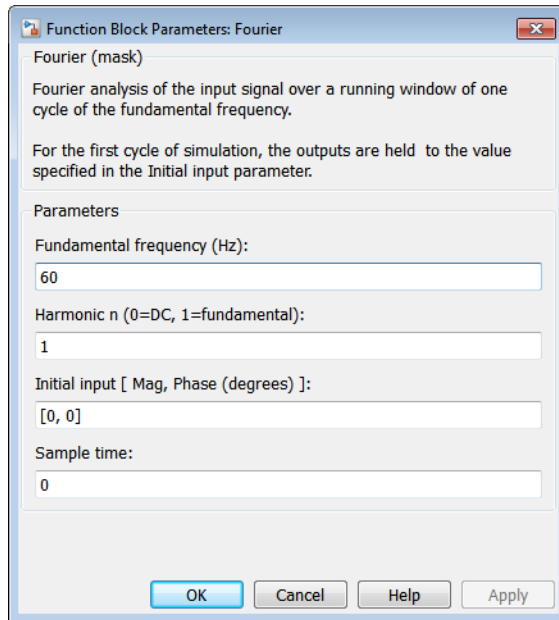 Function Block Parameters: Fourier
Fourier (mask)
Fourier analysis of the input signal over a running window of one
cycle of the fundamental frequency.
For the first cycle of simulation, the outputs are held  to the value
specified in the Initial input parameter.
Parameters
Fundamental frequency (Hz):
60
Harmonic n (0=DC, 1=fundamental):
1
Initial input [ Mag, Phase (degrees) ]:
[0, 0]
Sample time:
0
OK Cancel Help Apply